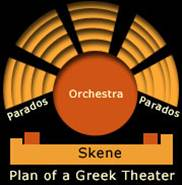 Orchestra
Parados
Parados
Skene
Plan of a Greek Theater